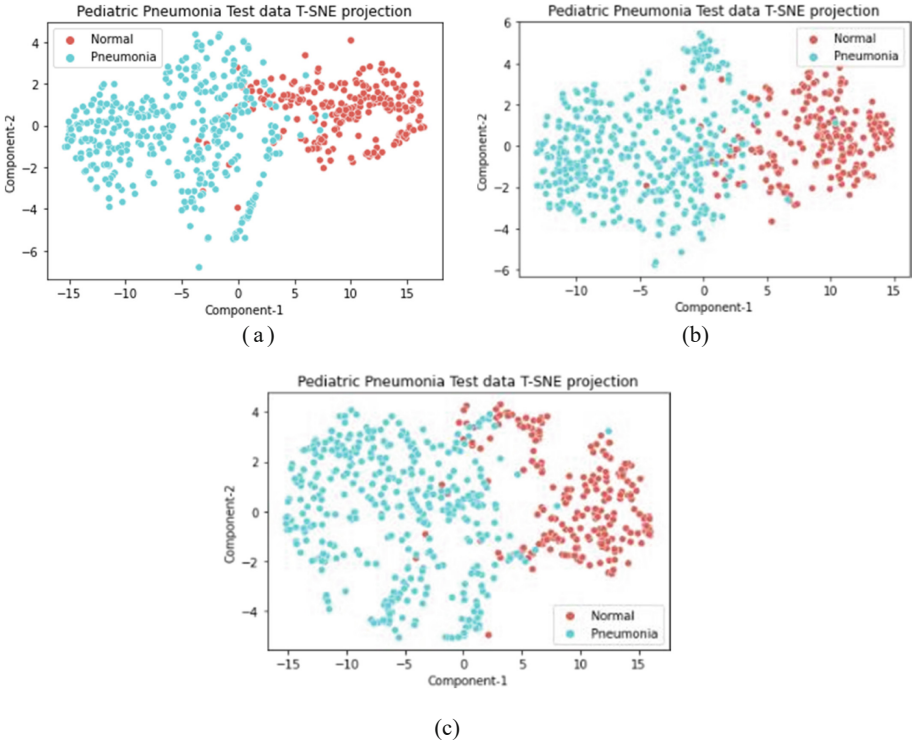 Pediatric Pneumonia Test data T-SNE projection
Normal
Pneumonia
4
2
0
−2
−4
−6
Component-2
−15
−10
−5
0
5
10
15
Component-1
(a)
Pediatric Pneumonia Test data T-SNE projection
Normal
Pneumonia
6
4
2
0
−2
−4
−6
Component-2
−10
−5
0
5
10
15
Component-1
(b)
Pediatric Pneumonia Test data T-SNE projection
4
2
0
−2
−4
Component-2
Normal
Pneumonia
−15
−10
−5
0
5
10
15
Component-1
(c)